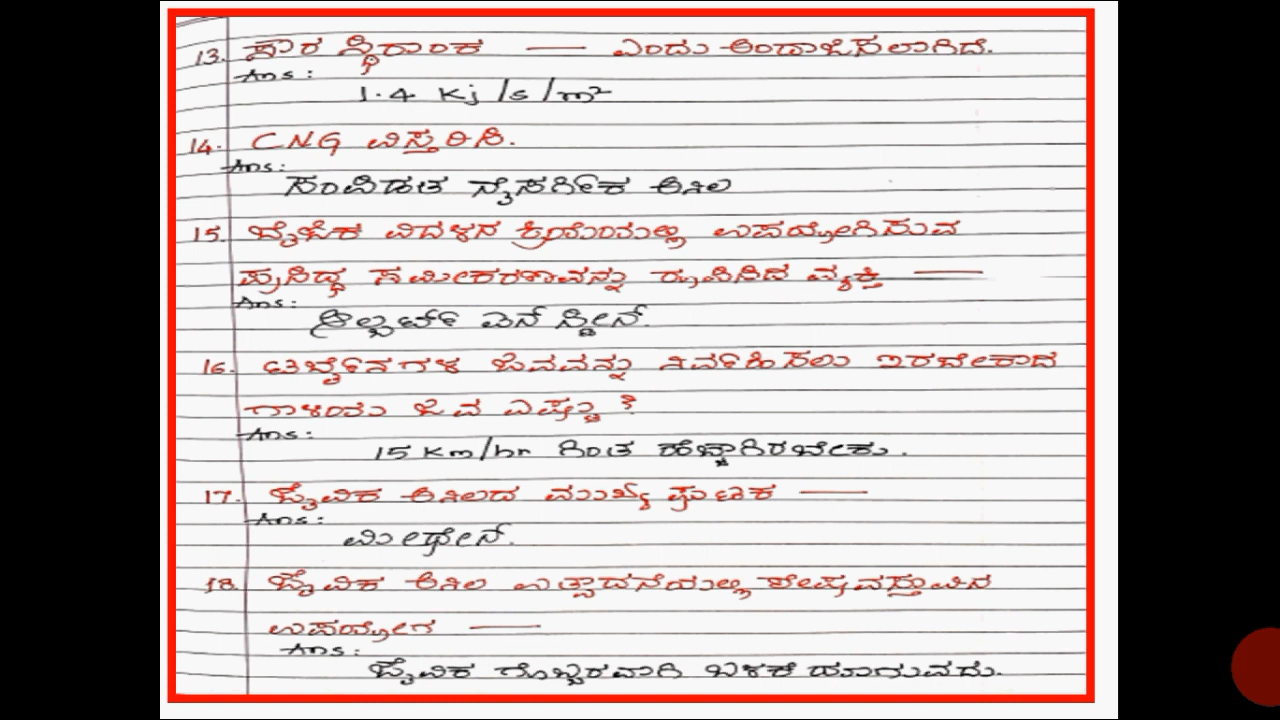 13. ಸೌರ ಸ್ಥಿರಾಂಕ —— ಎಂದು ಅಂದಾಜಿಸಲಾಗಿದೆ.
Ans:
1.4 Kj/s/m²
14. CNG ವಿಸ್ತರಿಸಿ.
Ans:
ಸಂಪಿಡಿತ ನೈಸರ್ಗಿಕ ಅನಿಲ
15. ಬೈಜಿಕ ವಿದಳನ ಕ್ರಿಯೆಯಲ್ಲಿ ಉಪಯೋಗಿಸುವ
ಪ್ರಸಿದ್ಧ ಸಮೀಕರಣವನ್ನು ರೂಪಿಸಿದ ವ್ಯಕ್ತಿ ——
Ans:
ಆಲ್ಬರ್ಟ್ ಐನ್ ಸ್ಟೀನ್.
16. ಟರ್ಬೈನಗಳ ಜವವನ್ನು ನಿರ್ವಹಿಸಲು ಇರಬೇಕಾದ
ಗಾಳಿಯ ಜವ ಎಷ್ಟು?
Ans:
15 Km/hr ಗಿಂತ ಹೆಚ್ಚಾಗಿರಬೇಕು.
17. ಜೈವಿಕ ಅನಿಲದ ಮುಖ್ಯ ಘಟಕ ——
Ans:
ಮೀಥೇನ್.
18. ಜೈವಿಕ ಅನಿಲ ಉತ್ಪಾದನೆಯಲ್ಲಿ ಶೇಷವಸ್ತುವಿನ
ಉಪಯೋಗ ——
Ans:
ಜೈವಿಕ ಗೊಬ್ಬರವಾಗಿ ಬಳಕೆ ಯಾಗುವದು.